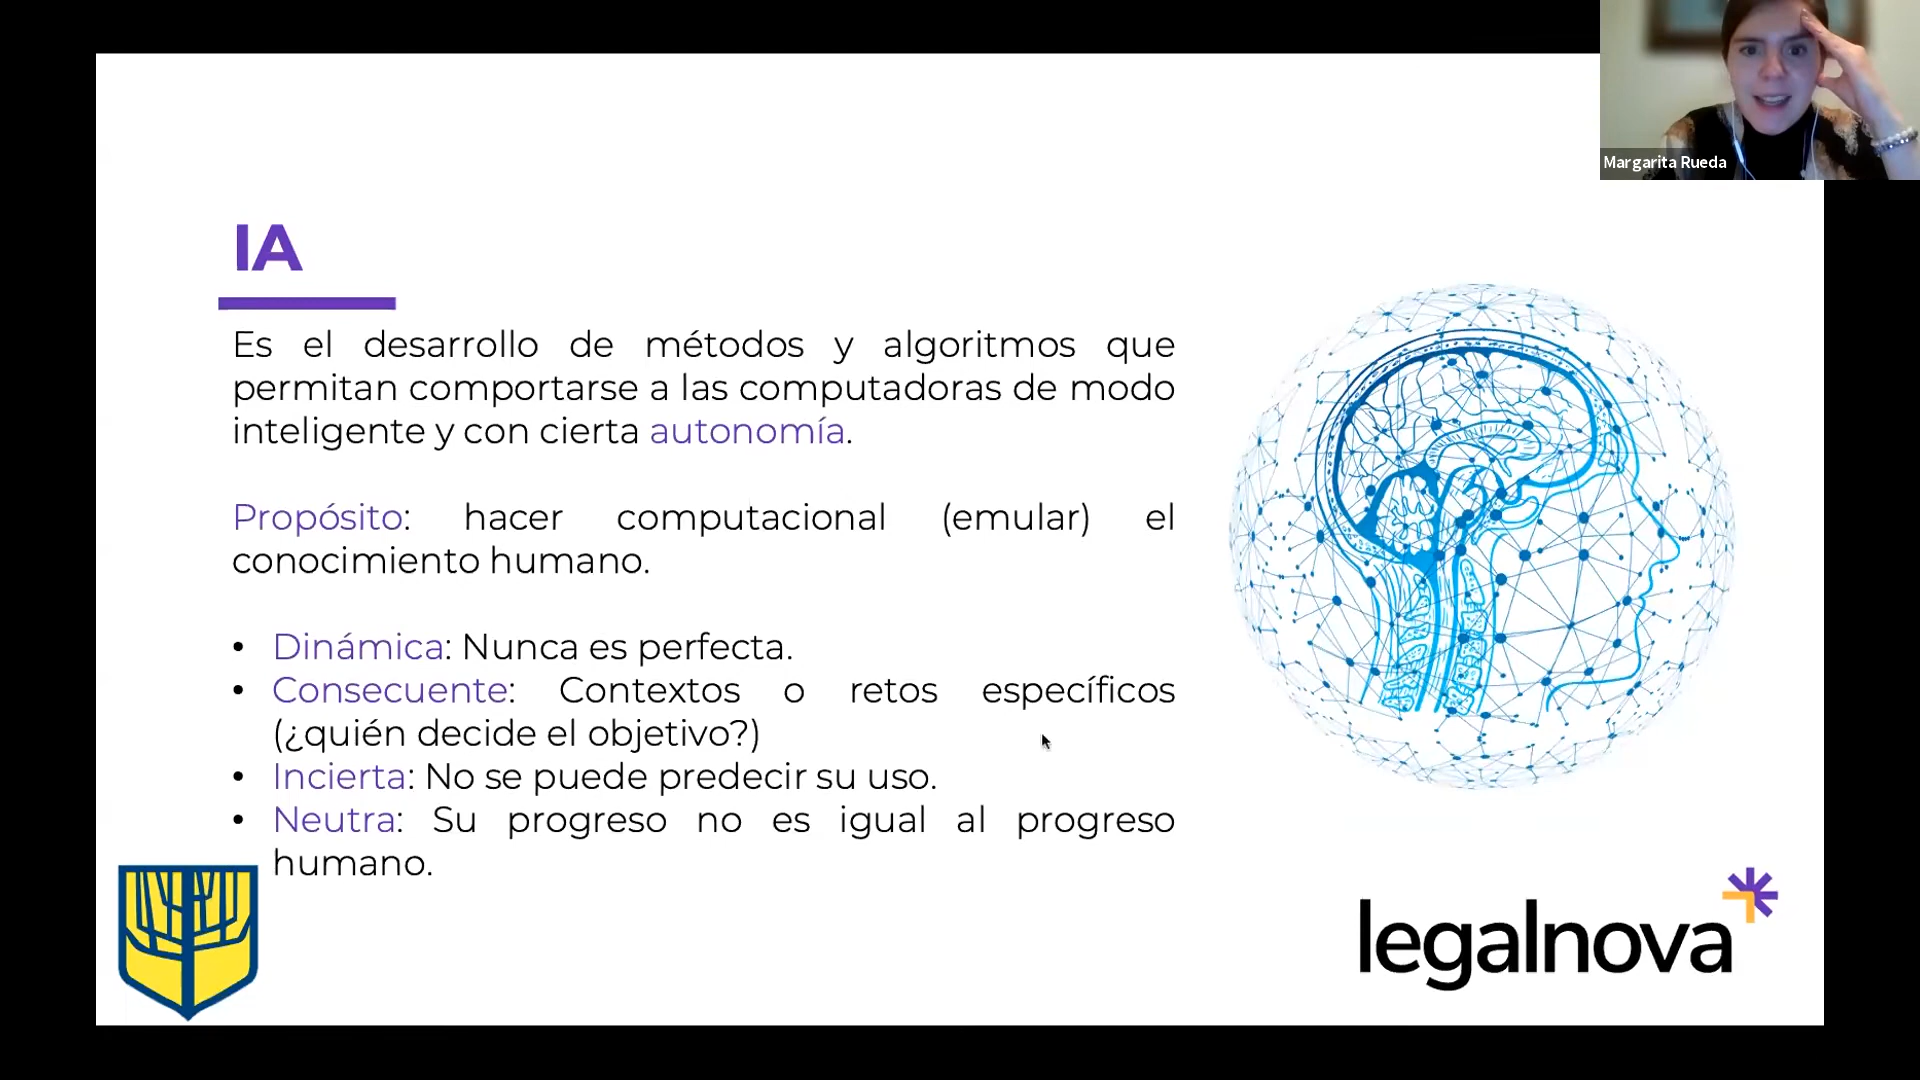 Margarita Rueda
IA
Es el desarrollo de métodos y algoritmos que
permitan comportarse a las computadoras de modo
inteligente y con cierta autonomía.
Propósito: hacer computacional (emular) el
conocimiento humano.
• Dinámica: Nunca es perfecta.
• Consecuente: Contextos o retos específicos
(¿quién decide el objetivo?)
• Incierta: No se puede predecir su uso.
• Neutra: Su progreso no es igual al progreso
humano.
legalnova